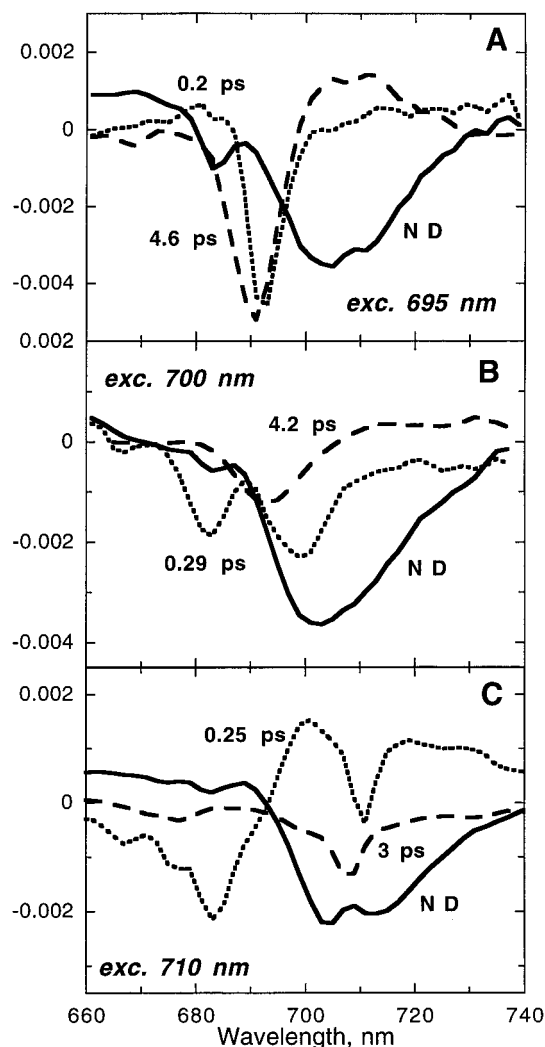 0.002
A
0.2 ps
0
-0.002
4.6 ps
N D
-0.004
exc. 695 nm
0.002
exc. 700 nm
B
4.2 ps
0
-0.002
0.29 ps
N D
-0.004
0.002
C
0.25 ps
0
3 ps
-0.002
N D
exc. 710 nm
660 680 700 720 740
Wavelength, nm